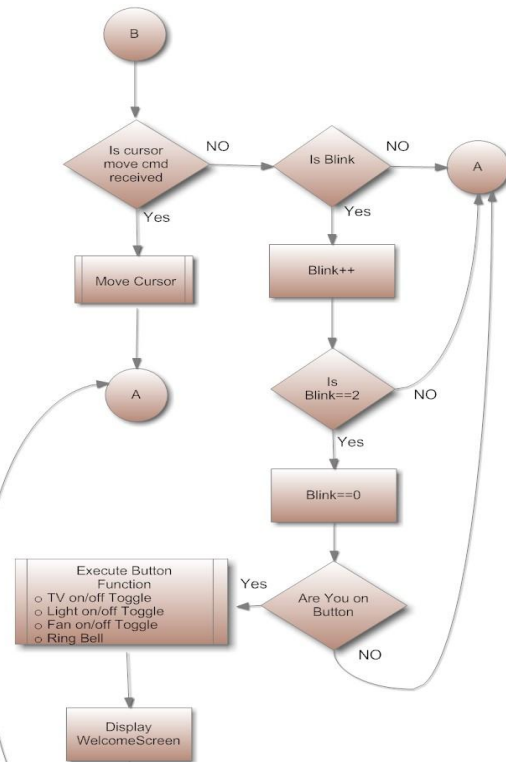 B
Is cursor
move cmd
received
NO
Is Blink
NO
A
Yes
Yes
Move Cursor
Blink++
A
Is
Blink==2
NO
Yes
Blink==0
Execute Button
Function
o TV on/off Toggle
o Light on/off Toggle
o Fan on/off Toggle
o Ring Bell
Yes
Are You on
Button
NO
Display
WelcomeScreen